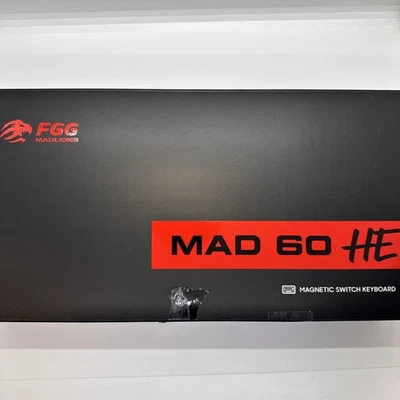 FGG
MADLIONS
MAD 60 HE
MAGNETIC SWITCH KEYBOARD